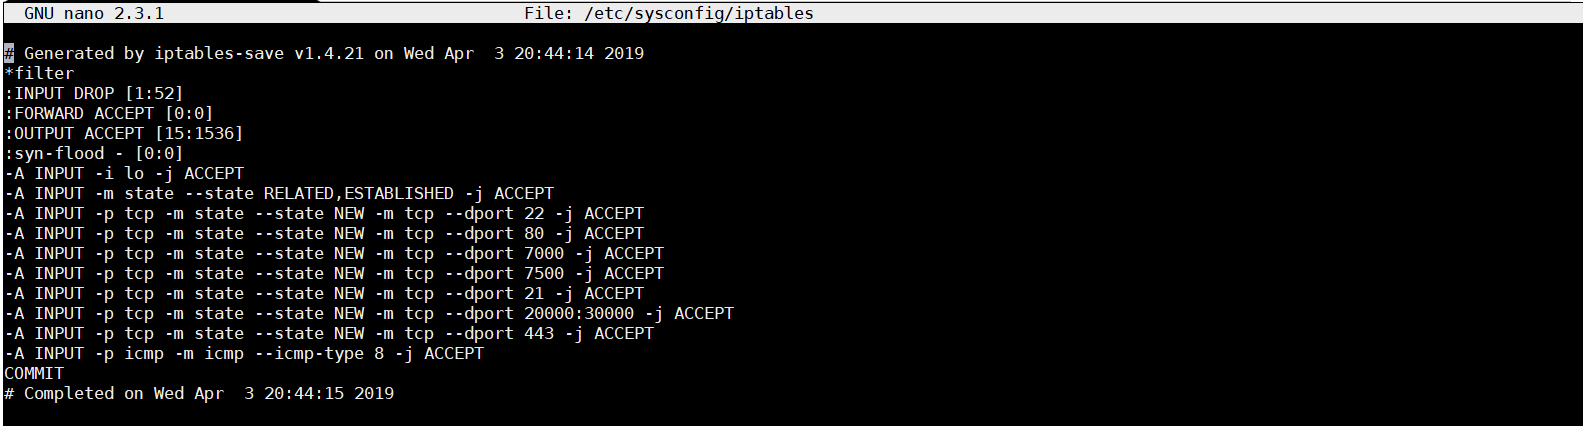 GNU nano 2.3.1 File: /etc/sysconfig/iptables
# Generated by iptables-save v1.4.21 on Wed Apr  3 20:44:14 2019
*filter
:INPUT DROP [1:52]
:FORWARD ACCEPT [0:0]
:OUTPUT ACCEPT [15:1536]
:syn-flood - [0:0]
-A INPUT -i lo -j ACCEPT
-A INPUT -m state --state RELATED,ESTABLISHED -j ACCEPT
-A INPUT -p tcp -m state --state NEW -m tcp --dport 22 -j ACCEPT
-A INPUT -p tcp -m state --state NEW -m tcp --dport 80 -j ACCEPT
-A INPUT -p tcp -m state --state NEW -m tcp --dport 7000 -j ACCEPT
-A INPUT -p tcp -m state --state NEW -m tcp --dport 7500 -j ACCEPT
-A INPUT -p tcp -m state --state NEW -m tcp --dport 21 -j ACCEPT
-A INPUT -p tcp -m state --state NEW -m tcp --dport 20000:30000 -j ACCEPT
-A INPUT -p tcp -m state --state NEW -m tcp --dport 443 -j ACCEPT
-A INPUT -p icmp -m icmp --icmp-type 8 -j ACCEPT
COMMIT
# Completed on Wed Apr  3 20:44:15 2019